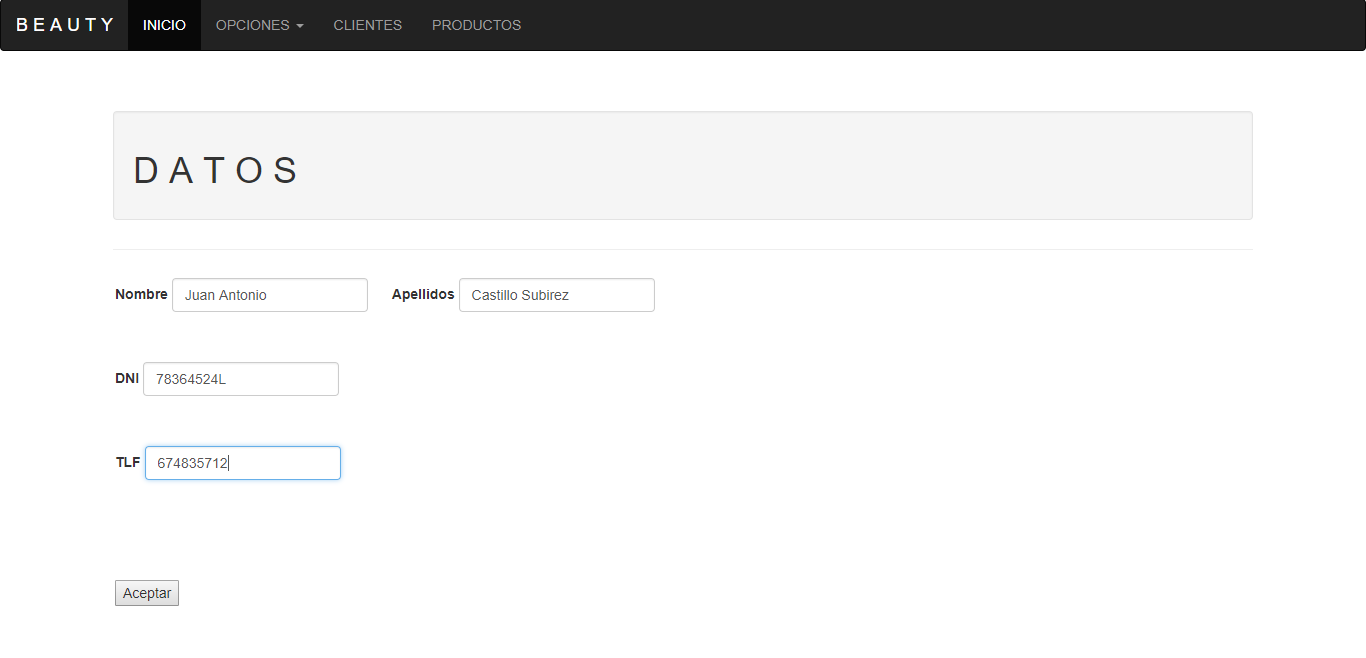 BEAUTY INICIO OPCIONES CLIENTES PRODUCTOS
DATOS
Nombre Juan Antonio Apellidos Castillo Subirez
DNI 78364524L
TLF 674835712
Aceptar